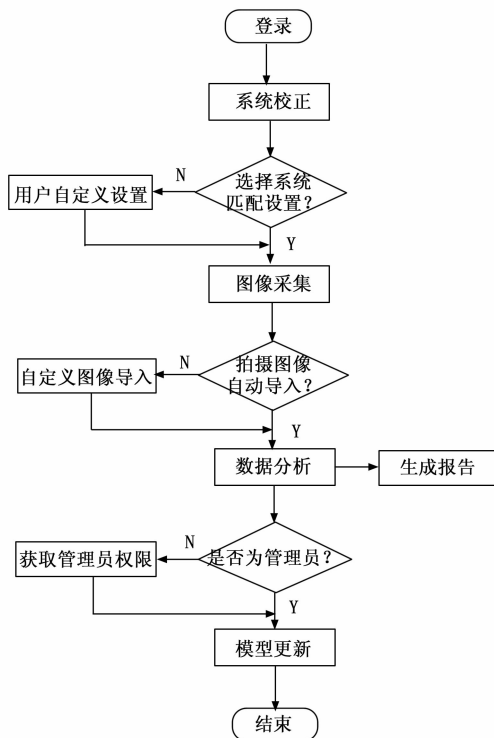 登录
系统校正
选择系统
匹配设置?
N
用户自定义设置
Y
图像采集
拍摄图像
自动导入?
N
自定义图像导入
Y
数据分析
生成报告
是否为管理员?
N
获取管理员权限
Y
模型更新
结束